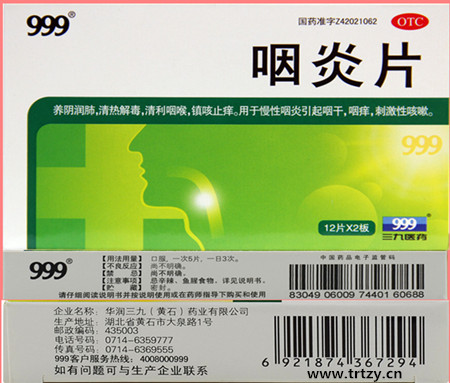 999
国药准字Z42021062
OTC
咽炎片
养阴润肺,清热解毒,清利咽喉,镇咳止痒。用于慢性咽炎引起咽干,咽痒,刺激性咳嗽。
999
12片X2板
999
三九医药
999
【用法用量】 口服,一次5片,一日3次。
【不良反应】 尚不明确。
【禁忌】 尚不明确。
【注意事项】 忌辛辣、鱼腥食物,详见说明书。
【贮藏】 密封。
请仔细阅读说明书并按说明使用或在药师指导下购买和使用
中国药品电子监管码
83049 06009 74401 60688
企业名称:华润三九(黄石)药业有限公司
生产地址:湖北省黄石市大泉路1号
邮政编码:435003
电话号码:0714-6359777
传真号码:0714-6369555
999客户服务热线:4008000999
如有问题可与生产企业联系
6 921874 367294
www.trtzy.cn